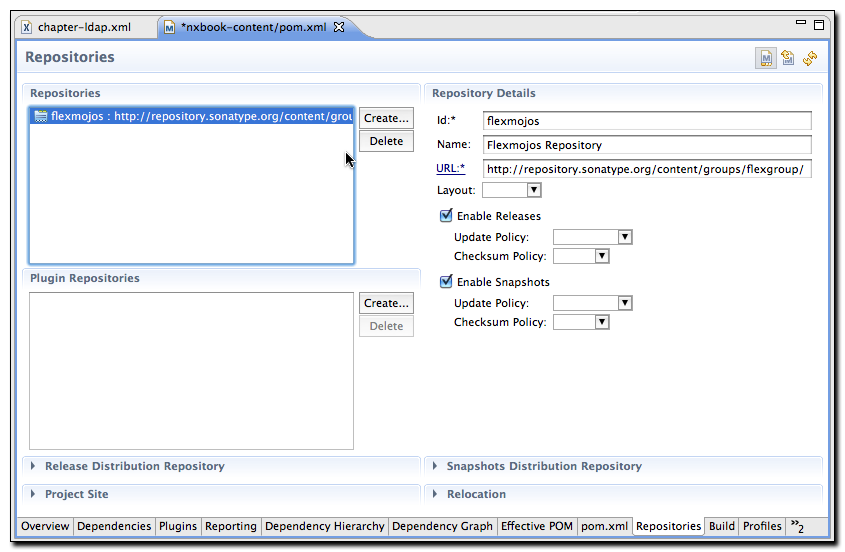 chapter-ldap.xml
*nxbook-content/pom.xml
Repositories
Repositories
flexmojos : http://repository.sonatype.org/content/grou
Create...
Delete
Plugin Repositories
Create...
Delete
Repository Details
Id:* flexmojos
Name: Flexmojos Repository
URL:* http://repository.sonatype.org/content/groups/flexgroup/
Layout:
Enable Releases
Update Policy:
Checksum Policy:
Enable Snapshots
Update Policy:
Checksum Policy:
Release Distribution Repository
Snapshots Distribution Repository
Project Site
Relocation
Overview Dependencies Plugins Reporting Dependency Hierarchy Dependency Graph Effective POM pom.xml Repositories Build Profiles »2